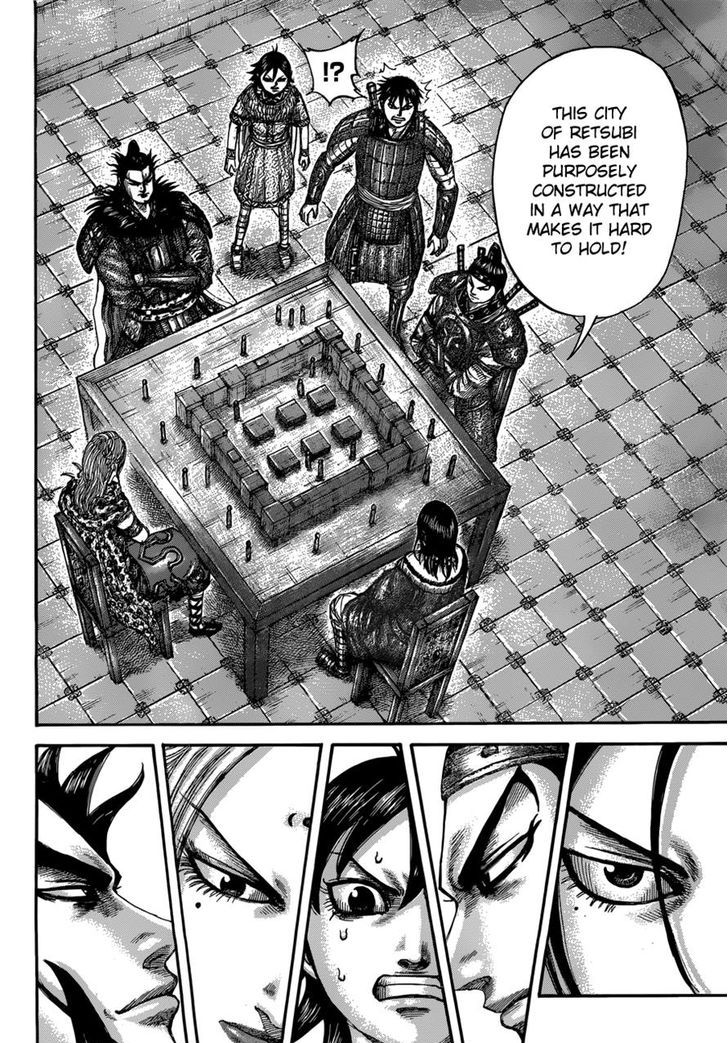 !?
THIS CITY
OF RETSUBI
HAS BEEN
PURPOSELY
CONSTRUCTED
IN A WAY THAT
MAKES IT HARD
TO HOLD!